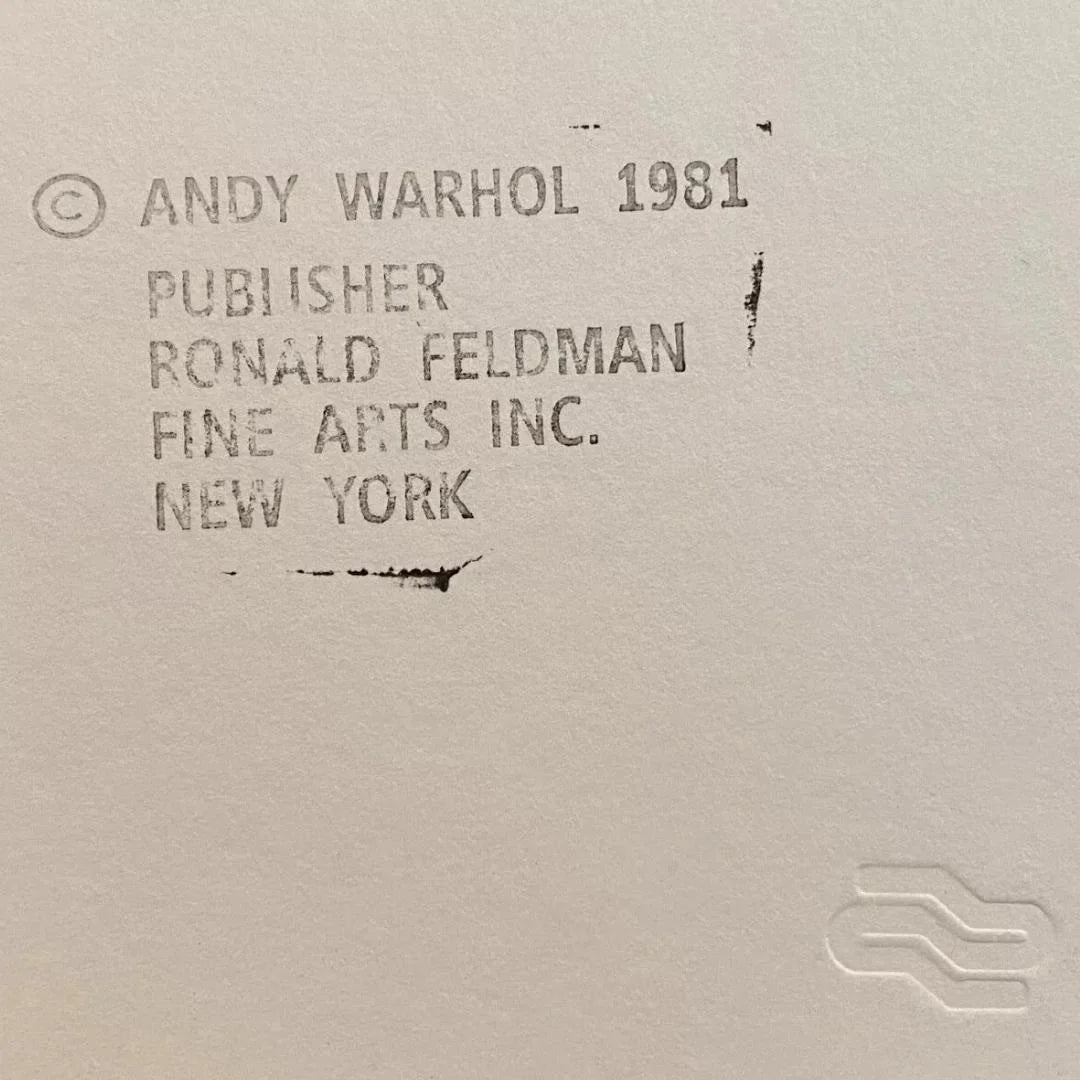 © ANDY WARHOL 1981
PUBLISHER
RONALD FELDMAN
FINE ARTS INC.
NEW YORK